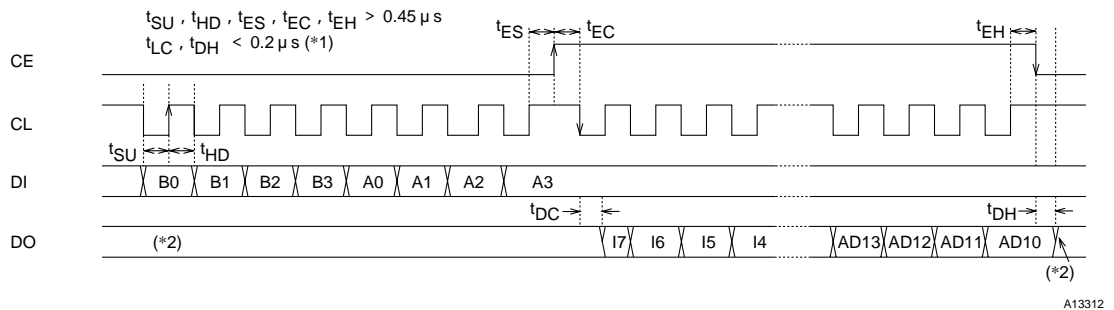 tSU , tHD , tES , tEC , tEH > 0.45 µs
tLC , tDH < 0.2 µs (*1)
tES tEC tEH
CE
CL
tSU tHD
DI B0 B1 B2 B3 A0 A1 A2 A3
tDC tDH
DO (*2) I7 I6 I5 I4 AD13 AD12 AD11 AD10
(*2)
A13312